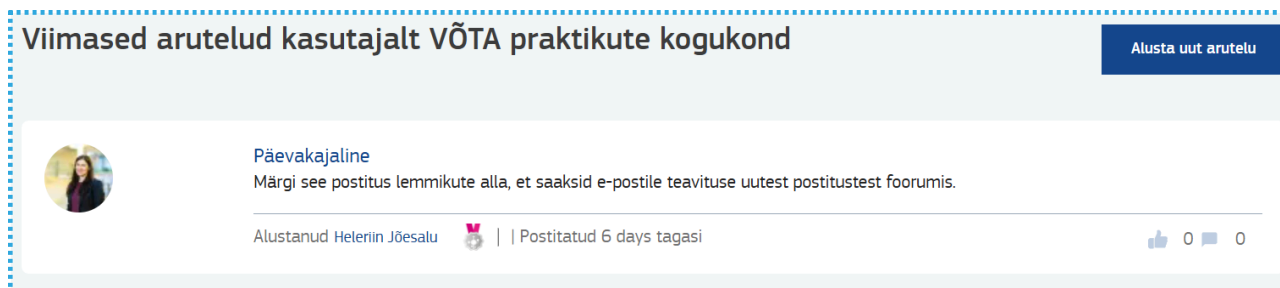 Viimased arutelud kasutajalt VÕTA praktikute kogukond
Alusta uut arutelu
Päevakajaline
Märgi see postitus lemmikute alla, et saaksid e-postile teavituse uutest postitustest foorumis.
Alustanud Heleriin Jõesalu | | Postitatud 6 days tagasi
0 0